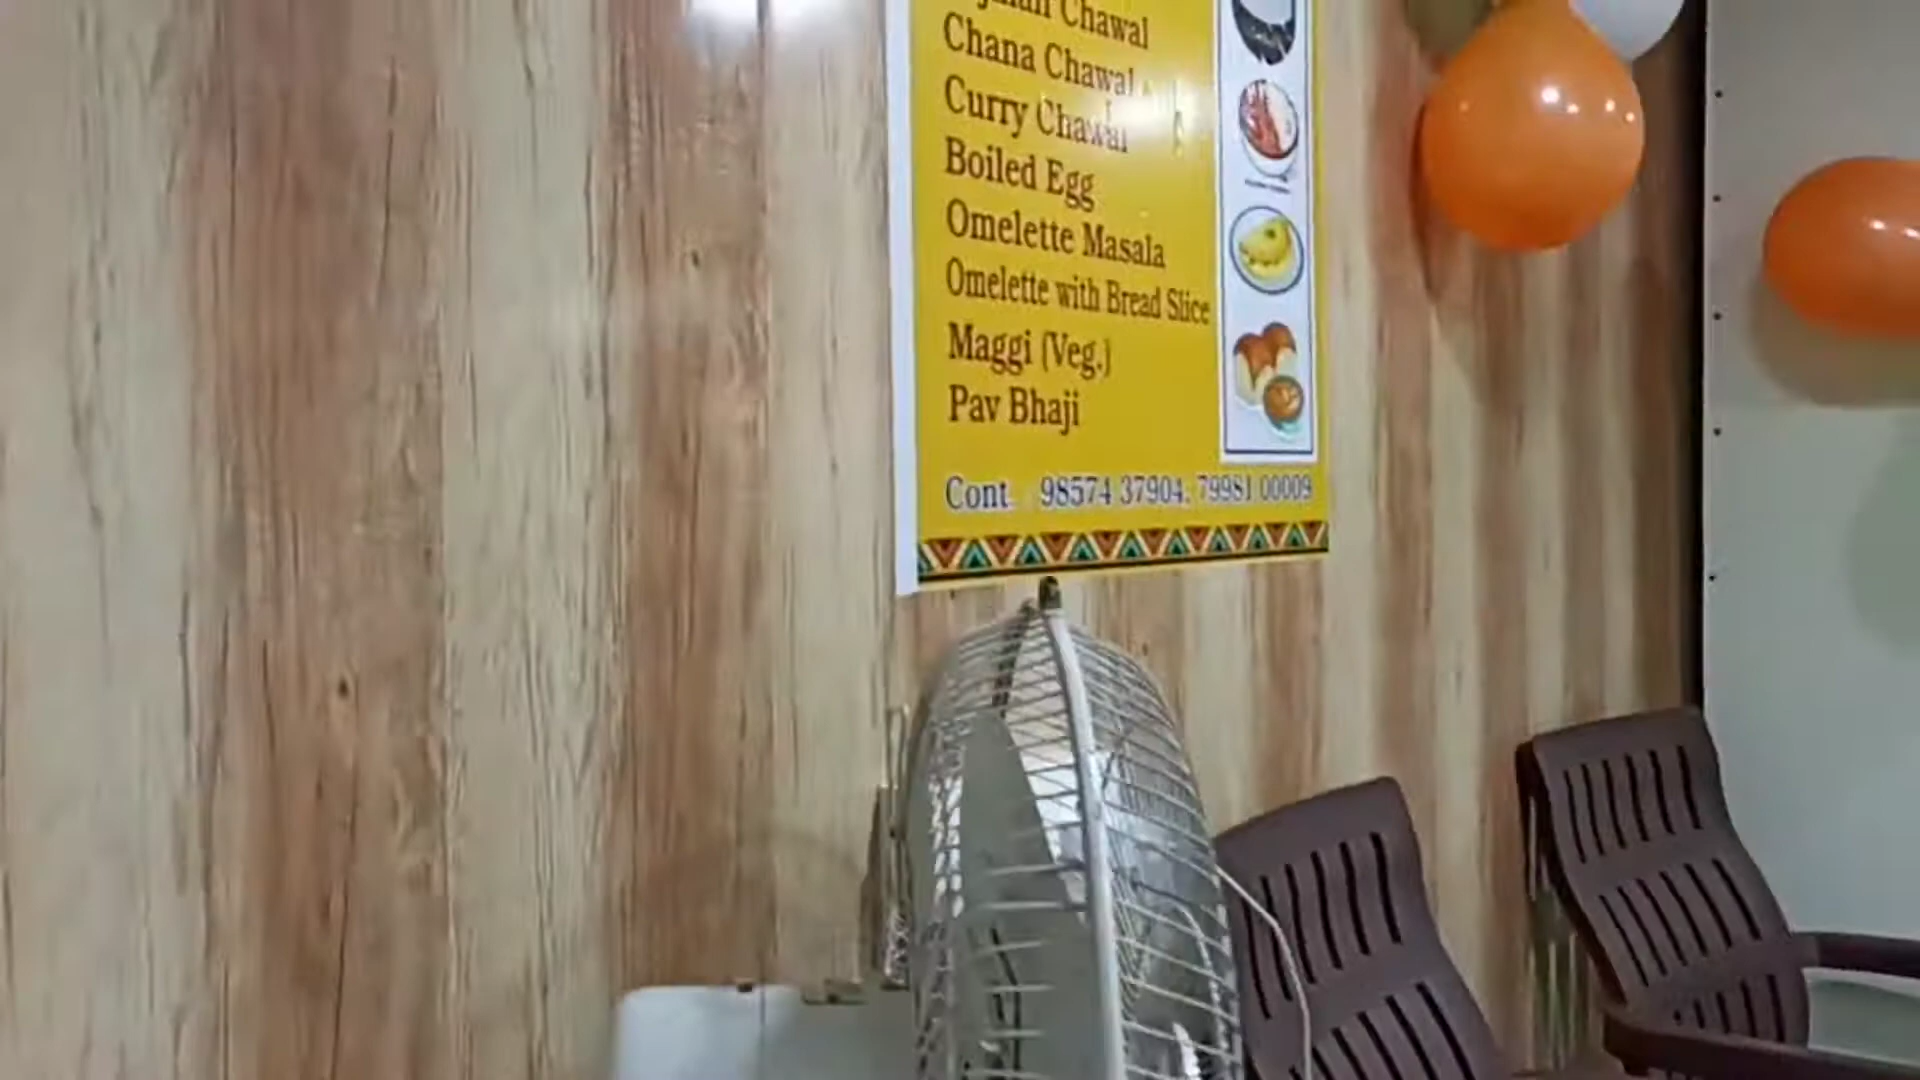 Chawal
Chana Chawal
Curry Chawal
Boiled Egg
Omelette Masala
Omelette with Bread Slice
Maggi (Veg.)
Pav Bhaji
Cont. 98574 37904, 79981 00009